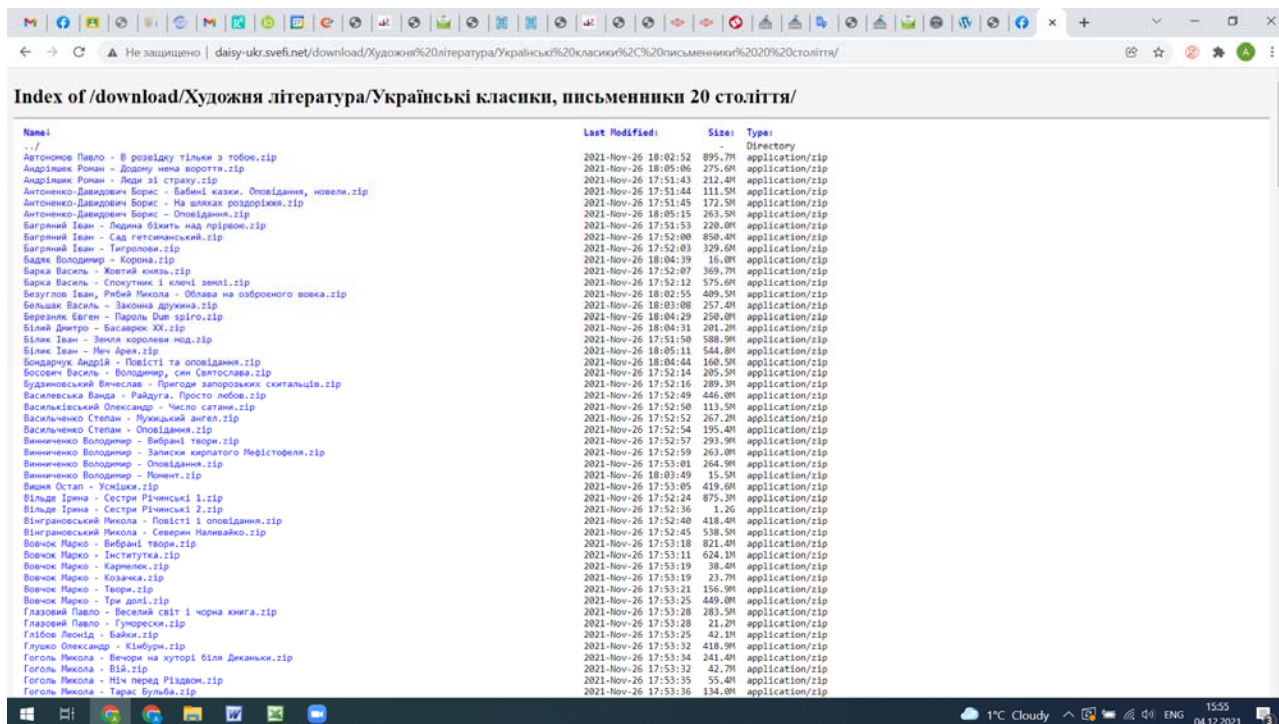 Не защищено | daisy-ukr.svefi.net/download/Художня%20література/Українські%20класики%2C%20письменники%2020%20століття/
Index of /download/Художня література/Українські класики, письменники 20 століття/
Name↓ Last Modified: Size: Type:
../ - Directory
Автономов Павло - В розвідку тільки з тобою.zip 2021-Nov-26 18:02:52 895.7M application/zip
Андріяшек Роман - Додому нема вороття.zip 2021-Nov-26 18:05:06 275.6M application/zip
Андріяшек Роман - Люди зі страху.zip 2021-Nov-26 17:51:43 212.4M application/zip
Антоненко-Давидович Борис - Бабині казки. Оповідання, новели.zip 2021-Nov-26 17:51:44 111.5M application/zip
Антоненко-Давидович Борис - На шляхах роздоріжжя.zip 2021-Nov-26 17:51:45 172.5M application/zip
Антоненко-Давидович Борис – Оповідання.zip 2021-Nov-26 18:05:15 263.5M application/zip
Багряний Іван - Людина біжить над прірвою.zip 2021-Nov-26 17:51:53 220.0M application/zip
Багряний Іван - Сад гетсиманський.zip 2021-Nov-26 17:52:00 850.4M application/zip
Багряний Іван - Тигролови.zip 2021-Nov-26 17:52:03 329.6M application/zip
Бадяк Володимир - Корона.zip 2021-Nov-26 18:04:39 16.0M application/zip
Барка Василь - Жовтий князь.zip 2021-Nov-26 17:52:07 369.7M application/zip
Барка Василь - Спокутник і ключі землі.zip 2021-Nov-26 17:52:12 575.6M application/zip
Безуглов Іван, Рябий Микола - Облава на озброєного вовка.zip 2021-Nov-26 18:02:55 409.5M application/zip
Бельшак Василь – Законна дружина.zip 2021-Nov-26 18:03:08 257.4M application/zip
Березняк Євген – Пароль Dum spiro.zip 2021-Nov-26 18:04:29 250.0M application/zip
Білий Дмитро – Басаврюк XX.zip 2021-Nov-26 18:04:31 201.2M application/zip
Білик Іван - Земля королеви мод.zip 2021-Nov-26 17:51:50 588.9M application/zip
Білик Іван – Меч Арея.zip 2021-Nov-26 18:05:11 544.8M application/zip
Бондарчук Андрій - Повісті та оповідання.zip 2021-Nov-26 18:04:44 160.5M application/zip
Босович Василь - Володимир, син Святослава.zip 2021-Nov-26 17:52:14 205.5M application/zip
Будзиновський Вячеслав - Пригоди запорозьких скитальців.zip 2021-Nov-26 17:52:16 289.3M application/zip
Василевська Ванда - Райдуга. Просто любов.zip 2021-Nov-26 17:52:49 446.0M application/zip
Васильківський Олександр - Число сатани.zip 2021-Nov-26 17:52:50 113.5M application/zip
Васильченко Степан - Мужицький ангел.zip 2021-Nov-26 17:52:52 267.2M application/zip
Васильченко Степан - Оповідання.zip 2021-Nov-26 17:52:54 195.4M application/zip
Винниченко Володимир - Вибрані твори.zip 2021-Nov-26 17:52:57 293.9M application/zip
Винниченко Володимир - Записки кирпатого Мефістофеля.zip 2021-Nov-26 17:52:59 263.0M application/zip
Винниченко Володимир - Оповідання.zip 2021-Nov-26 17:53:01 264.9M application/zip
Винниченко Володимир – Момент.zip 2021-Nov-26 18:03:49 15.5M application/zip
Вишня Остап - Усмішки.zip 2021-Nov-26 17:53:05 419.6M application/zip
Вільде Ірина - Сестри Річинські 1.zip 2021-Nov-26 17:52:24 875.3M application/zip
Вільде Ірина - Сестри Річинські 2.zip 2021-Nov-26 17:52:36 1.2G application/zip
Вінграновський Микола - Повісті і оповідання.zip 2021-Nov-26 17:52:40 418.4M application/zip
Вінграновський Микола - Северин Наливайко.zip 2021-Nov-26 17:52:45 538.5M application/zip
Вовчок Марко - Вибрані твори.zip 2021-Nov-26 17:53:18 821.4M application/zip
Вовчок Марко - Інститутка.zip 2021-Nov-26 17:53:11 624.1M application/zip
Вовчок Марко - Кармелюк.zip 2021-Nov-26 17:53:19 38.4M application/zip
Вовчок Марко - Козачка.zip 2021-Nov-26 17:53:19 23.7M application/zip
Вовчок Марко - Твори.zip 2021-Nov-26 17:53:21 156.9M application/zip
Вовчок Марко - Три долі.zip 2021-Nov-26 17:53:25 449.0M application/zip
Глазовий Павло - Веселий світ і чорна книга.zip 2021-Nov-26 17:53:28 283.5M application/zip
Глазовий Павло - Гуморески.zip 2021-Nov-26 17:53:28 21.2M application/zip
Глібов Леонід - Байки.zip 2021-Nov-26 17:53:25 42.1M application/zip
Глушко Олександр - Кінбурн.zip 2021-Nov-26 17:53:32 418.9M application/zip
Гоголь Микола - Вечори на хуторі біля Диканьки.zip 2021-Nov-26 17:53:34 241.4M application/zip
Гоголь Микола - Вій.zip 2021-Nov-26 17:53:32 42.7M application/zip
Гоголь Микола - Ніч перед Різдвом.zip 2021-Nov-26 17:53:35 55.4M application/zip
Гоголь Микола - Тарас Бульба.zip 2021-Nov-26 17:53:36 134.0M application/zip
1°C Cloudy ENG 15:55
04.12.2021